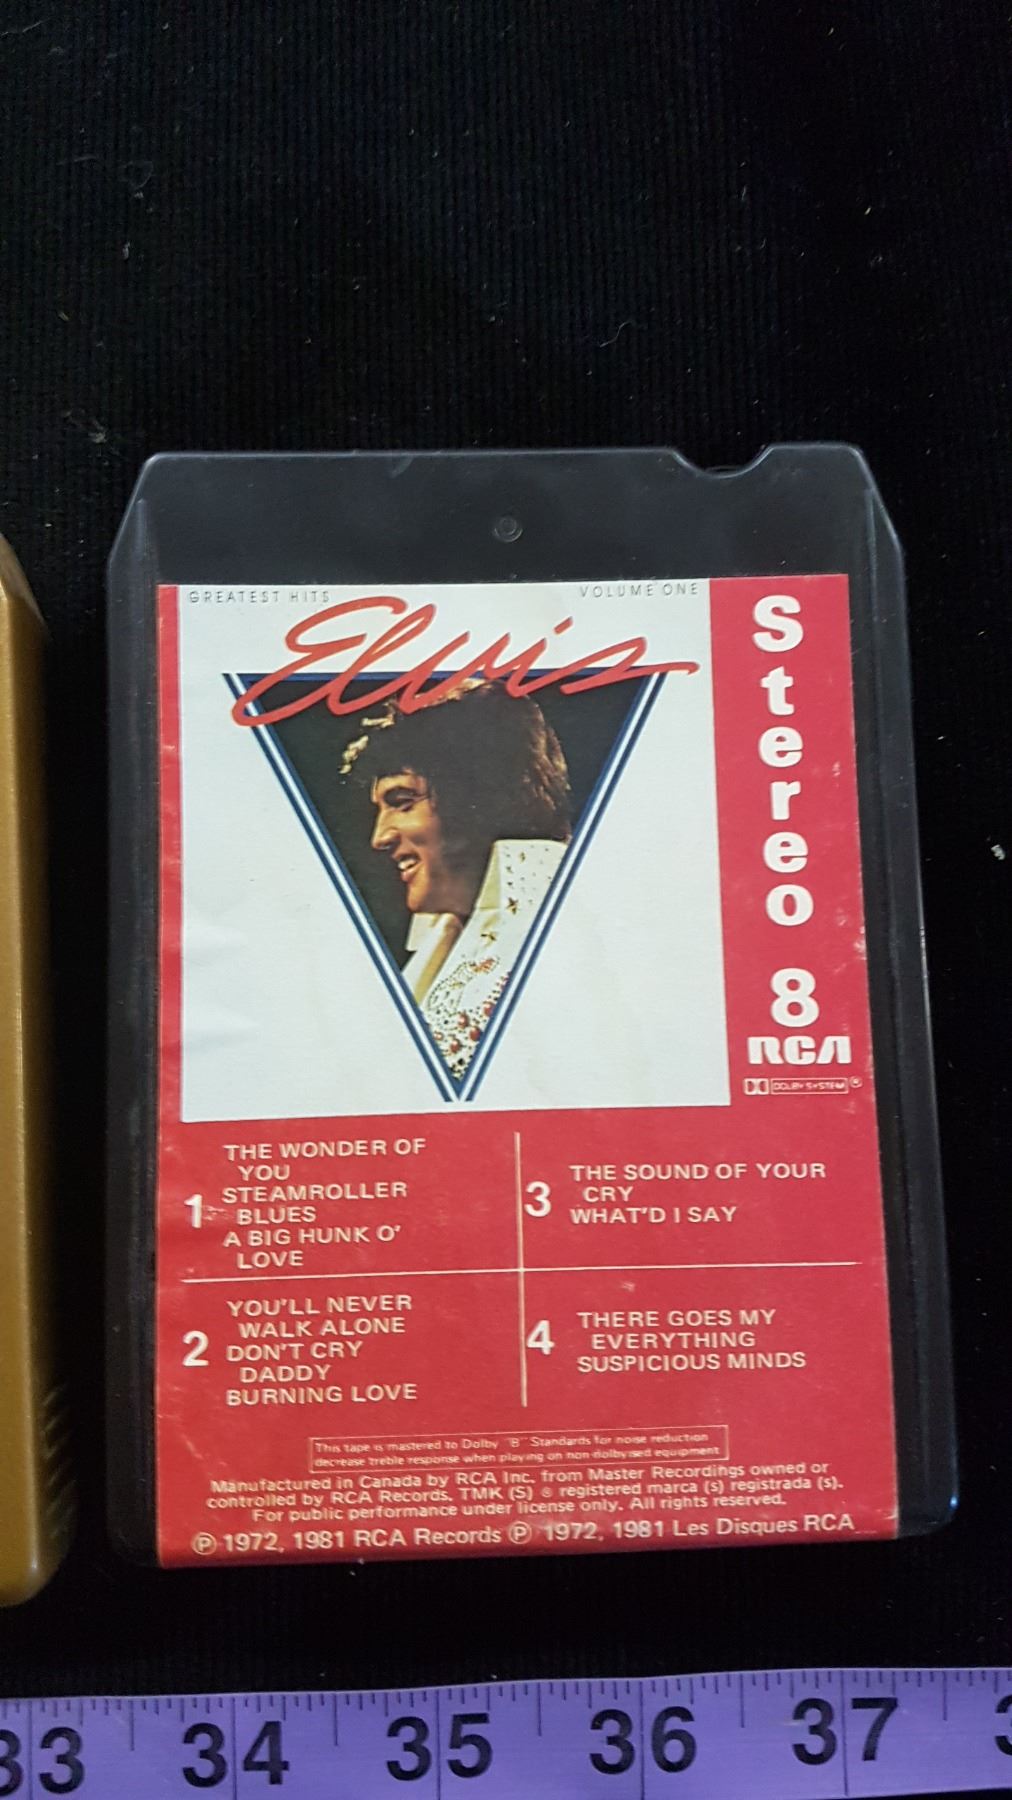 GREATEST HITS VOLUME ONE
Elvis
Stereo 8
RCA
DOLBY SYSTEM ®
1 THE WONDER OF
YOU
STEAMROLLER
BLUES
A BIG HUNK O'
LOVE
2 YOU'LL NEVER
WALK ALONE
DON'T CRY
DADDY
BURNING LOVE
3 THE SOUND OF YOUR
CRY
WHAT'D I SAY
4 THERE GOES MY
EVERYTHING
SUSPICIOUS MINDS
This tape is mastered to Dolby "B" Standards for noise reduction
decrease treble response when playing on non-dolbyised equipment
Manufactured in Canada by RCA Inc. from Master Recordings owned or
controlled by RCA Records. TMK (S) ® registered marca (s) registrada (s).
For public performance under license only. All rights reserved.
℗ 1972, 1981 RCA Records ℗ 1972, 1981 Les Disques RCA
33 34 35 36 37